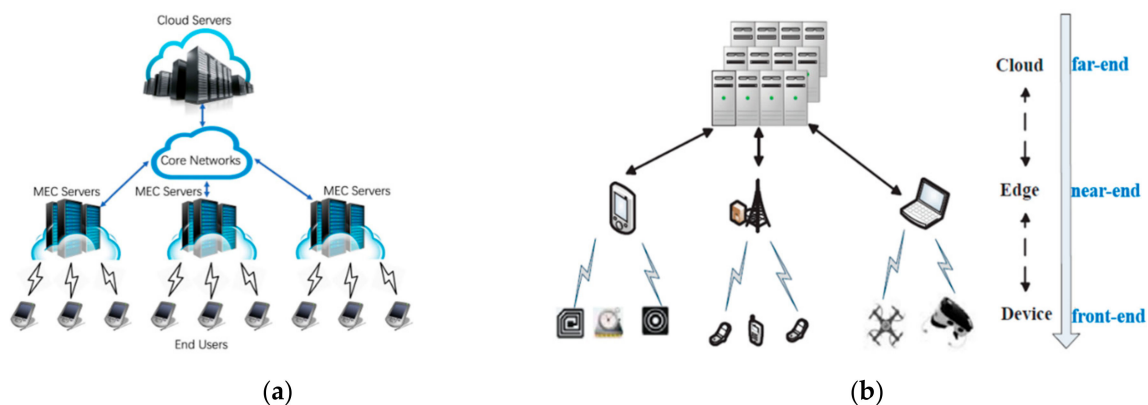 Cloud Servers
Core Networks
MEC Servers
MEC Servers
MEC Servers
End Users
(a)
Cloud
far-end
Edge
near-end
Device
front-end
(b)